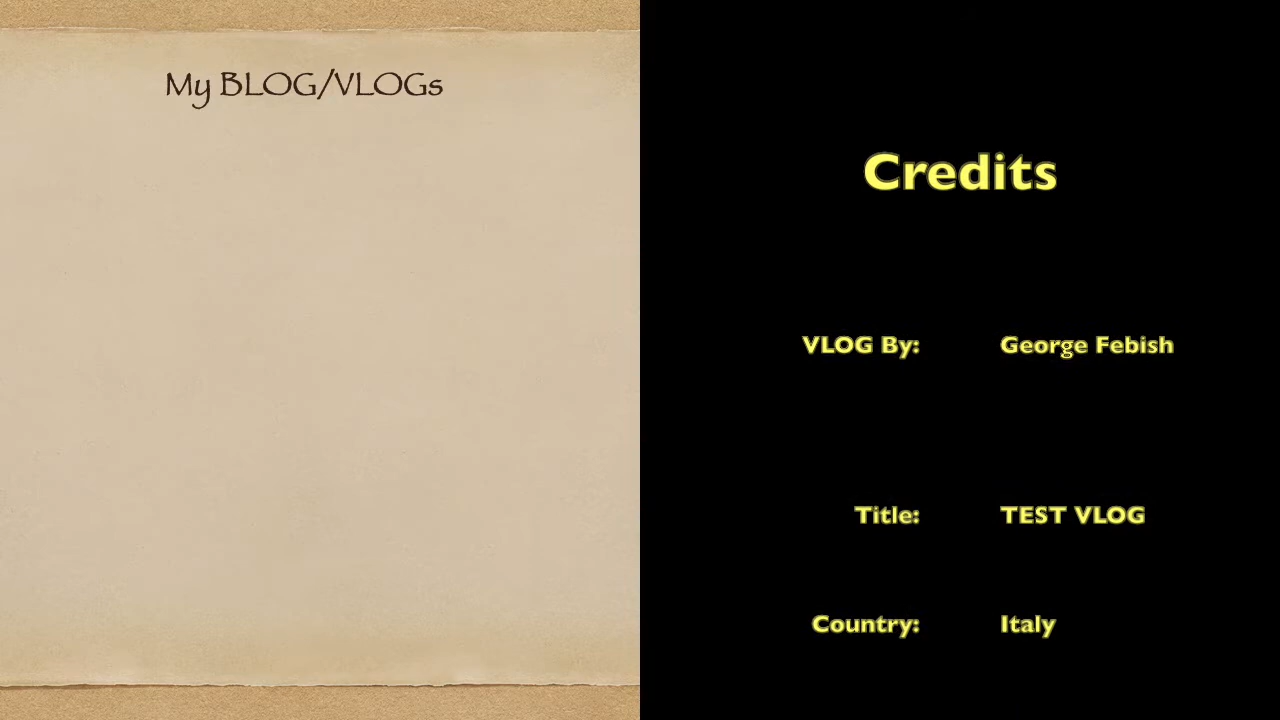 My BLOG/VLOGs
Credits
VLOG By: George Febish
Title: TEST VLOG
Country: Italy